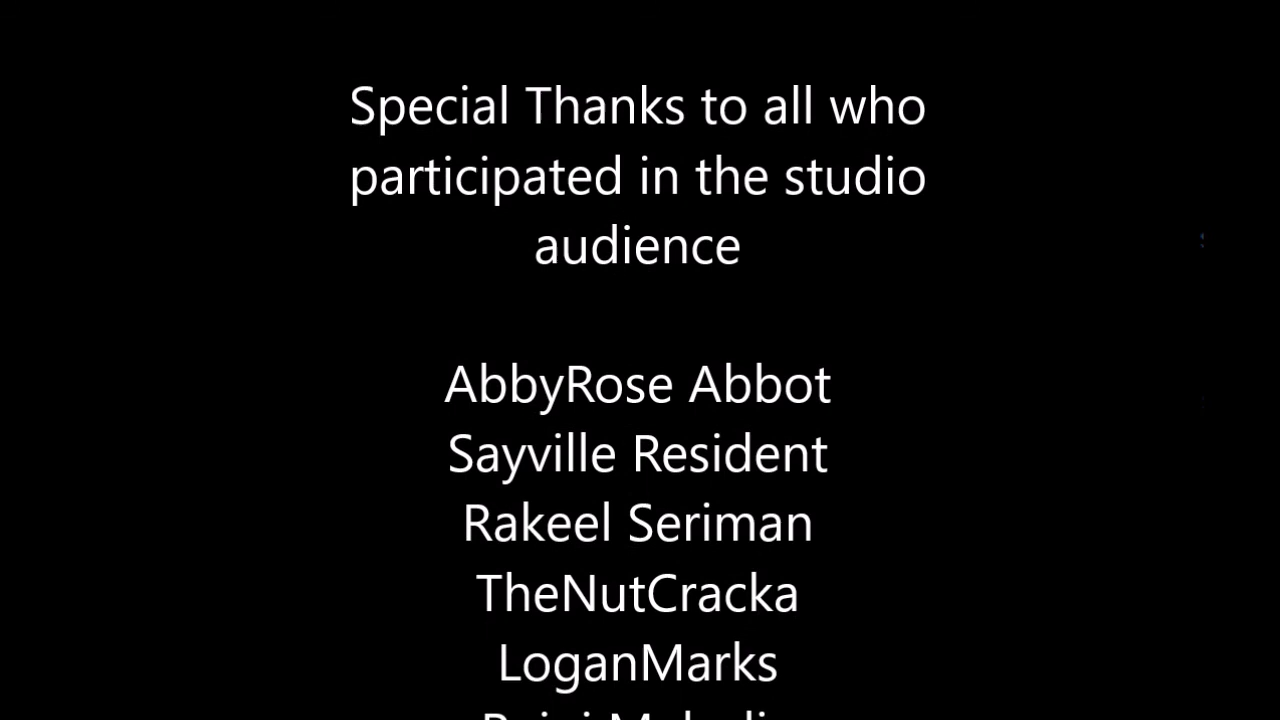 Special Thanks to all who
participated in the studio
audience
AbbyRose Abbot
Sayville Resident
Rakeel Seriman
TheNutCracka
LoganMarks